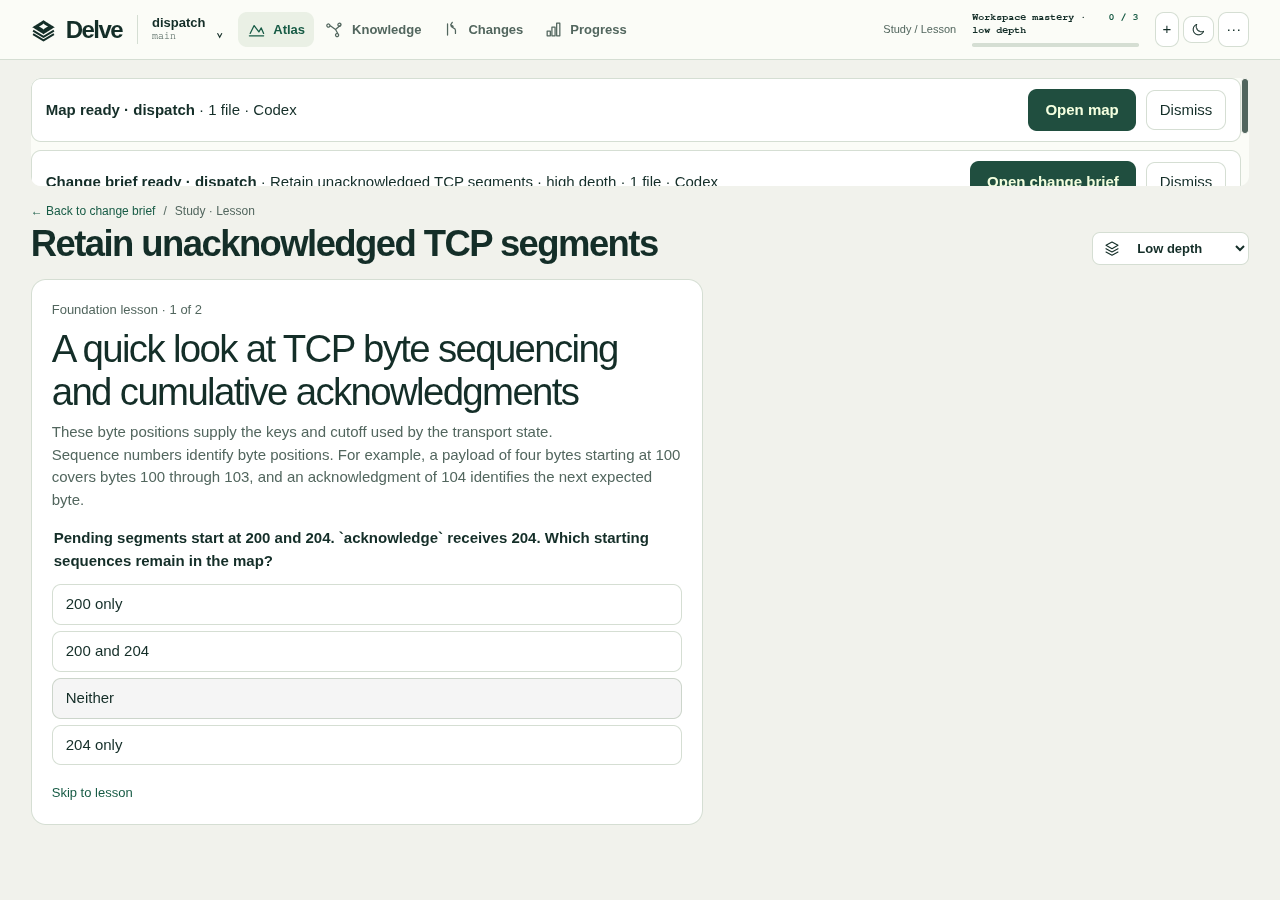 Delve
dispatch
main
Atlas
Knowledge
Changes
Progress
Study / Lesson
Workspace mastery · 0 / 3
low depth
+
···
Map ready · dispatch · 1 file · Codex
Open map
Dismiss
Change brief ready · dispatch · Retain unacknowledged TCP segments · high depth · 1 file · Codex
Open change brief
Dismiss
← Back to change brief / Study · Lesson
Retain unacknowledged TCP segments
Low depth
Foundation lesson · 1 of 2
A quick look at TCP byte sequencing
and cumulative acknowledgments
These byte positions supply the keys and cutoff used by the transport state.
Sequence numbers identify byte positions. For example, a payload of four bytes starting at 100
covers bytes 100 through 103, and an acknowledgment of 104 identifies the next expected
byte.
Pending segments start at 200 and 204. `acknowledge` receives 204. Which starting
sequences remain in the map?
200 only
200 and 204
Neither
204 only
Skip to lesson